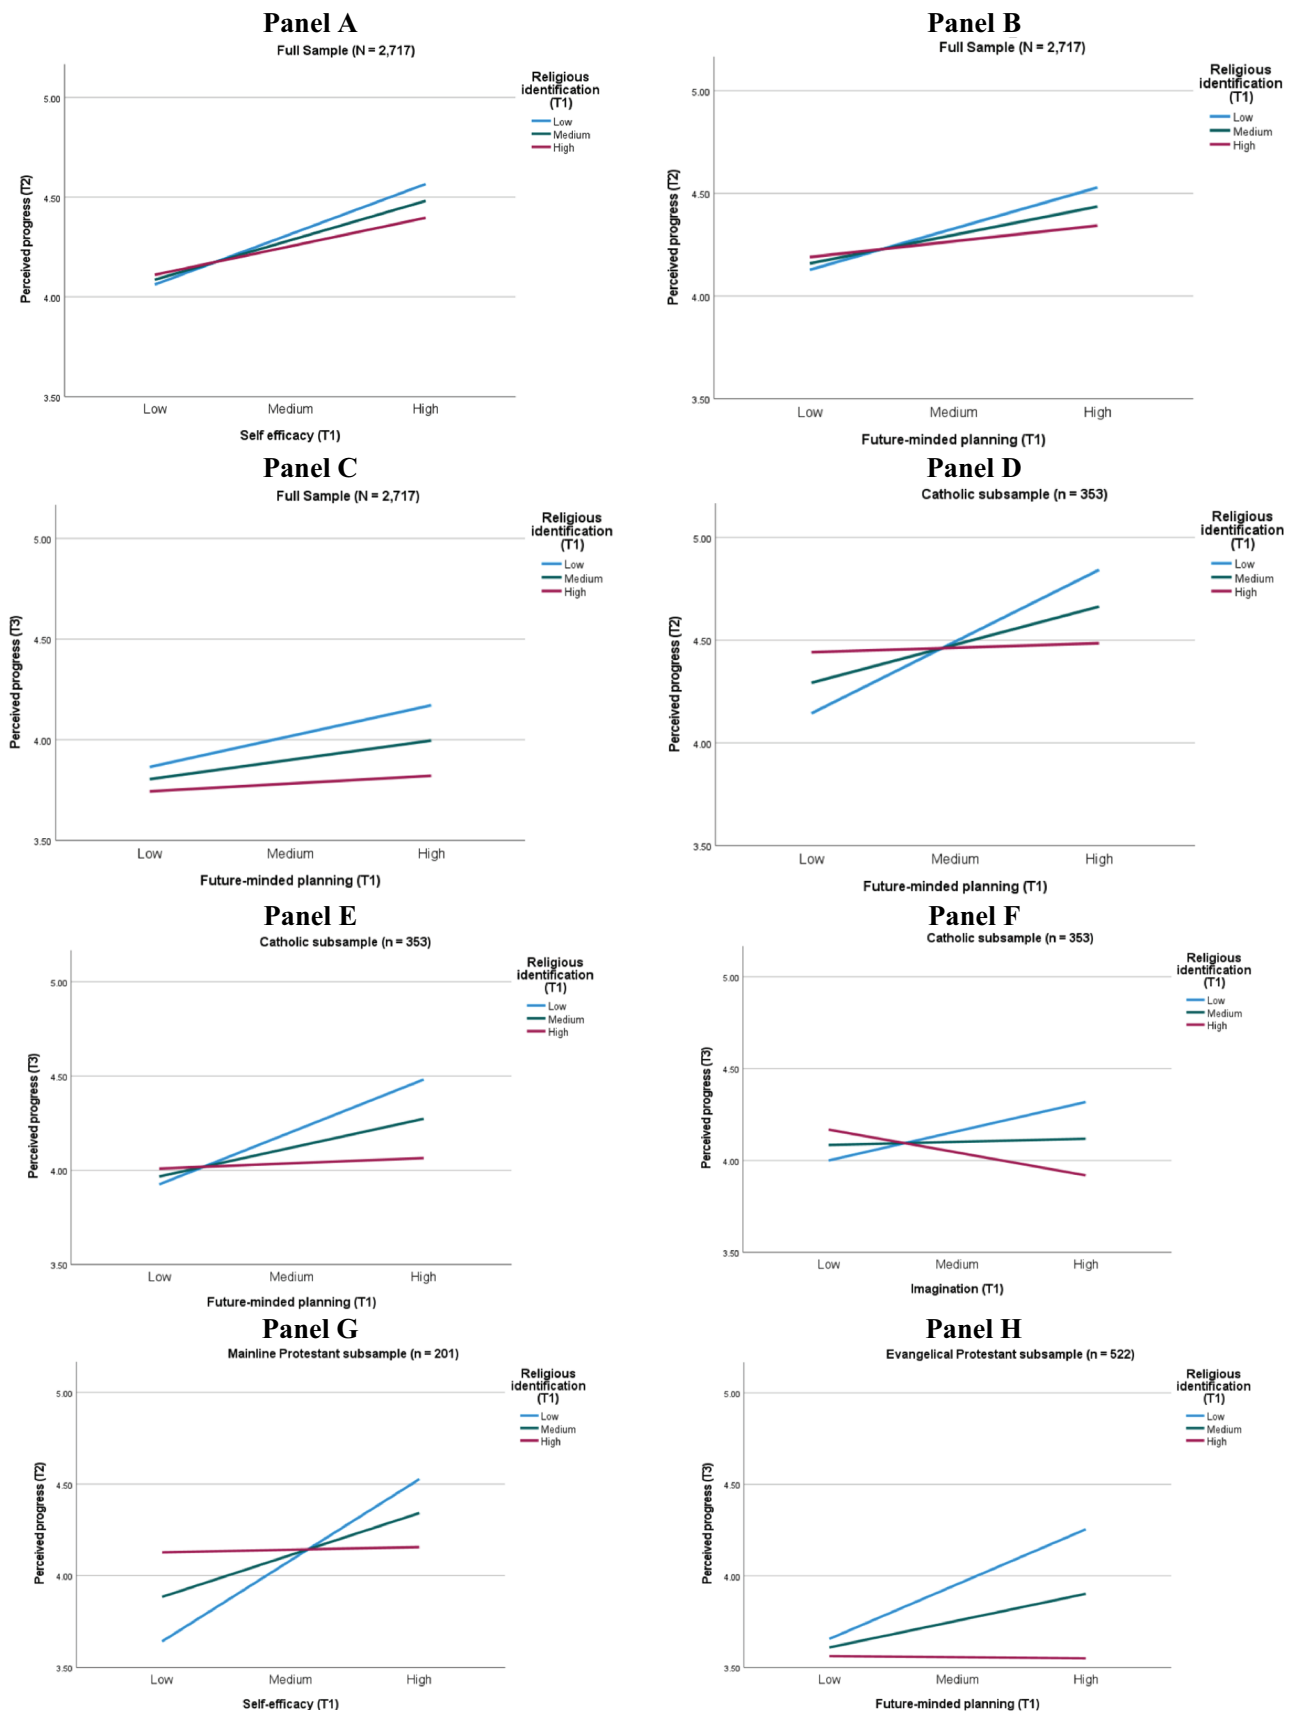 Panel A
Full Sample (N = 2,717)
Religious
identification
(T1)
Low
Medium
High
5.00
4.50
4.00
3.50
Perceived progress (T2)
Low Medium High
Self efficacy (T1)
Panel B
Full Sample (N = 2,717)
Religious
identification
(T1)
Low
Medium
High
5.00
4.50
4.00
3.50
Perceived progress (T2)
Low Medium High
Future-minded planning (T1)
Panel C
Full Sample (N = 2,717)
Religious
identification
(T1)
Low
Medium
High
5.00
4.50
4.00
3.50
Perceived progress (T3)
Low Medium High
Future-minded planning (T1)
Panel D
Catholic subsample (n = 353)
Religious
identification
(T1)
Low
Medium
High
5.00
4.50
4.00
3.50
Perceived progress (T2)
Low Medium High
Future-minded planning (T1)
Panel E
Catholic subsample (n = 353)
Religious
identification
(T1)
Low
Medium
High
5.00
4.50
4.00
3.50
Perceived progress (T3)
Low Medium High
Future-minded planning (T1)
Panel F
Catholic subsample (n = 353)
Religious
identification
(T1)
Low
Medium
High
5.00
4.50
4.00
3.50
Perceived progress (T3)
Low Medium High
Imagination (T1)
Panel G
Mainline Protestant subsample (n = 201)
Religious
identification
(T1)
Low
Medium
High
5.00
4.50
4.00
3.50
Perceived progress (T2)
Low Medium High
Self-efficacy (T1)
Panel H
Evangelical Protestant subsample (n = 522)
Religious
identification
(T1)
Low
Medium
High
5.00
4.50
4.00
3.50
Perceived progress (T3)
Low Medium High
Future-minded planning (T1)